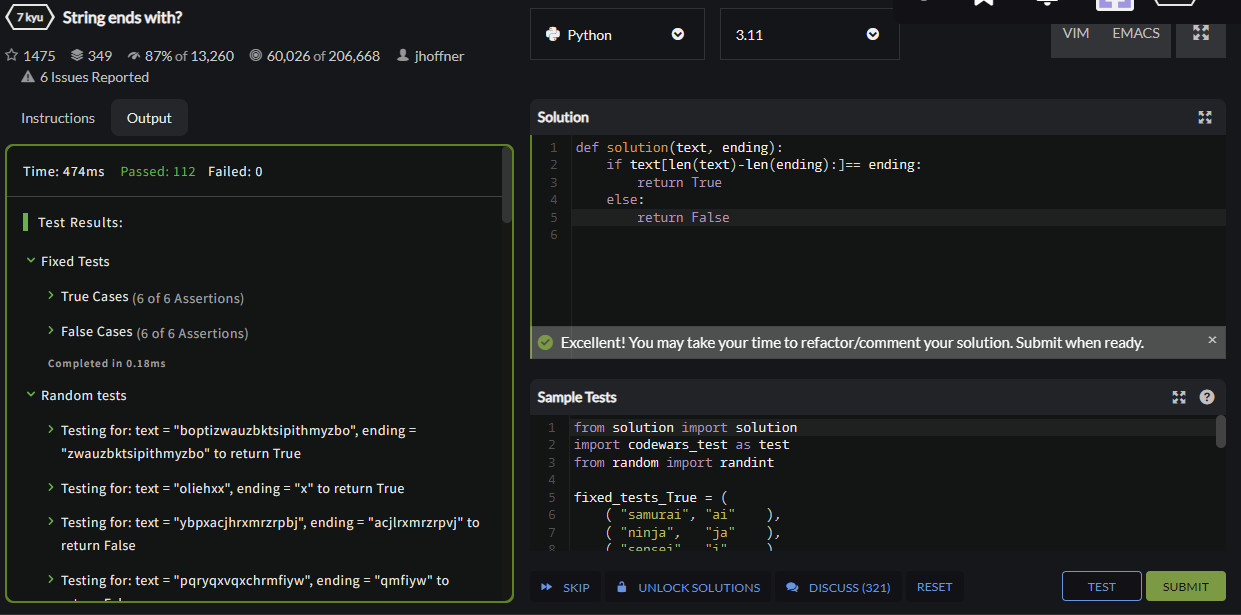 7 kyu String ends with?
1475 349 87% of 13,260 60,026 of 206,668 jhoffner
6 Issues Reported
Python
3.11
VIM EMACS
Instructions Output
Time: 474ms Passed: 112 Failed: 0
Test Results:
Fixed Tests
True Cases (6 of 6 Assertions)
False Cases (6 of 6 Assertions)
Completed in 0.18ms
Random tests
Testing for: text = "boptizwauzbktsipithmyzbo", ending =
"zwauzbktsipithmyzbo" to return True
Testing for: text = "oliehxx", ending = "x" to return True
Testing for: text = "ybpxacjhrxmrzrpbj", ending = "acjlrxmrzrpvj" to
return False
Testing for: text = "pqryqxvqxchrmfiyw", ending = "qmfiyw" to
return False
Solution
1 def solution(text, ending):
2 if text[len(text)-len(ending):]== ending:
3 return True
4 else:
5 return False
6
Excellent! You may take your time to refactor/comment your solution. Submit when ready. ×
Sample Tests ?
1 from solution import solution
2 import codewars_test as test
3 from random import randint
4
5 fixed_tests_True = (
6 ( "samurai", "ai" ),
7 ( "ninja", "ja" ),
8 ( "sensei", "i" ),
SKIP UNLOCK SOLUTIONS DISCUSS (321) RESET TEST SUBMIT